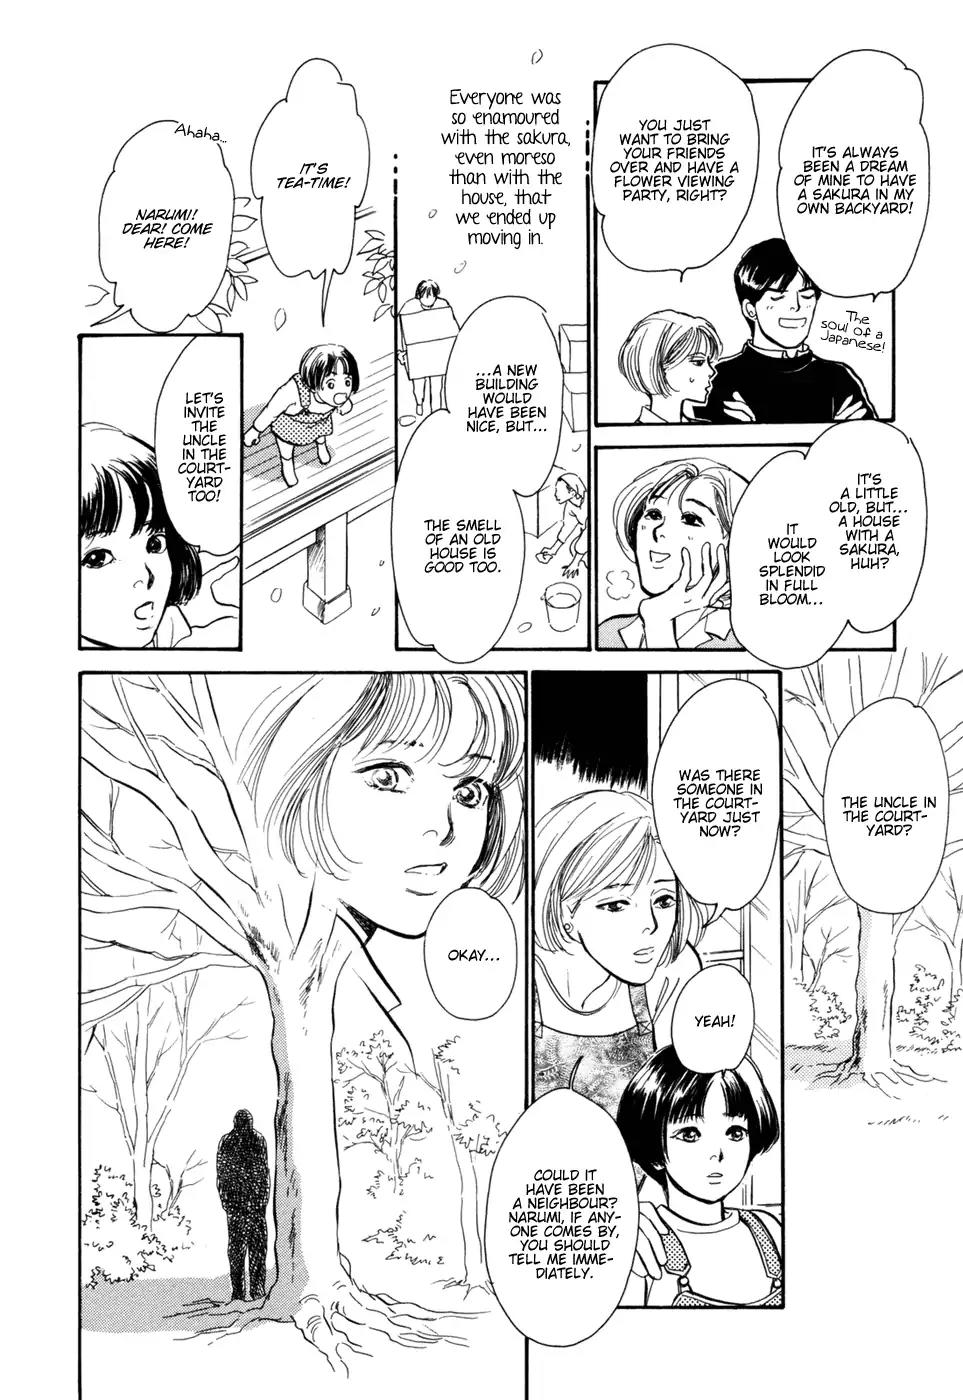 IT'S ALWAYS
BEEN A DREAM
OF MINE TO HAVE
A SAKURA IN MY
OWN BACKYARD!
YOU JUST
WANT TO BRING
YOUR FRIENDS
OVER AND HAVE A
FLOWER VIEWING
PARTY, RIGHT?
The
soul of a
Japanese!
IT'S
A LITTLE
OLD, BUT...
A HOUSE
WITH A
SAKURA,
HUH?
IT
WOULD
LOOK
SPLENDID
IN FULL
BLOOM...
Everyone was
so enamoured
with the sakura,
even moreso
than with the
house, that
we ended up
moving in.
...A NEW
BUILDING
WOULD
HAVE BEEN
NICE, BUT...
THE SMELL
OF AN OLD
HOUSE IS
GOOD TOO.
IT'S
TEA-TIME!
Ahaha...
NARUMI!
DEAR! COME
HERE!
LET'S
INVITE
THE
UNCLE
IN THE
COURT-
YARD
TOO!
THE UNCLE IN
THE COURT-
YARD?
WAS THERE
SOMEONE IN
THE COURT-
YARD JUST
NOW?
YEAH!
COULD IT
HAVE BEEN
A NEIGHBOUR?
NARUMI, IF ANY-
ONE COMES BY,
YOU SHOULD
TELL ME IMME-
DIATELY.
OKAY...